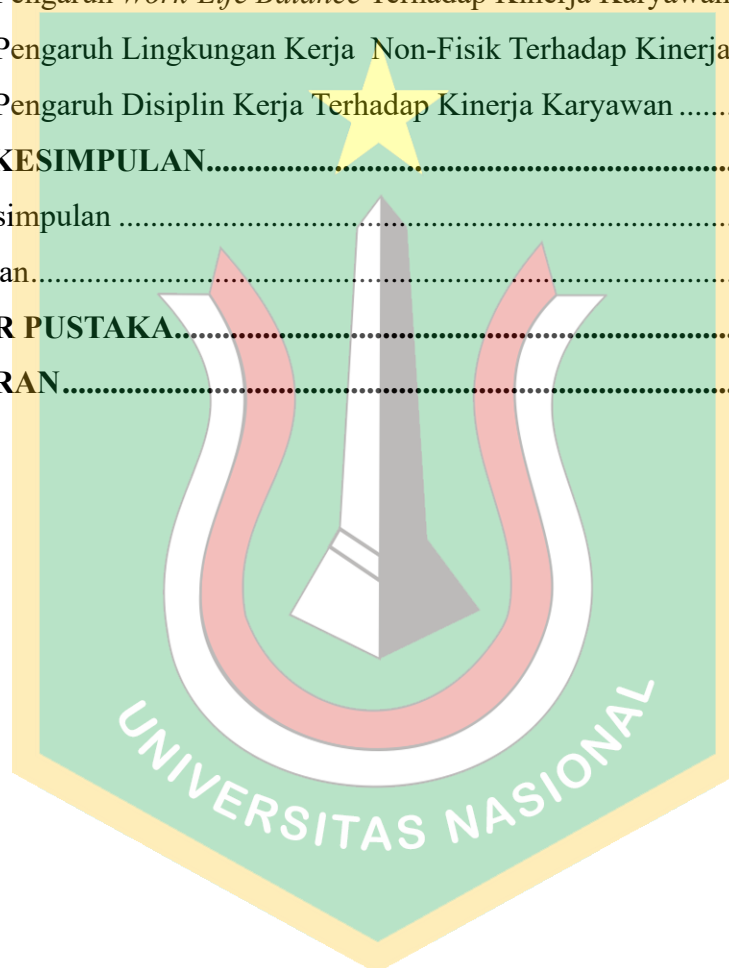 Pengaruh Work Life Balance Terhadap Kinerja Karyawan
Pengaruh Lingkungan Kerja Non-Fisik Terhadap Kinerja
Pengaruh Disiplin Kerja Terhadap Kinerja Karyawan .......
KESIMPULAN..................................................................
simpulan .............................................................................
an........................................................................................
R PUSTAKA......................................................................
RAN....................................................................................
UNIVERSITAS NASIONAL